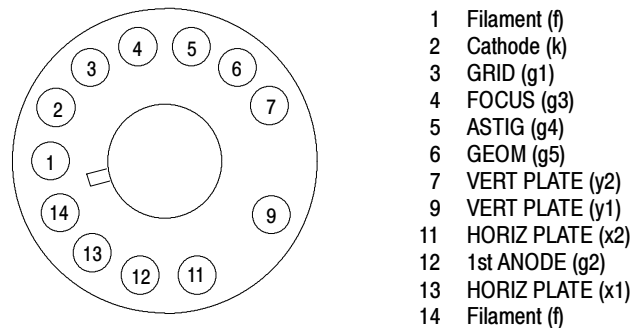 1
2
3
4
5
6
7
9
11
12
13
14
1 Filament (f)
2 Cathode (k)
3 GRID (g1)
4 FOCUS (g3)
5 ASTIG (g4)
6 GEOM (g5)
7 VERT PLATE (y2)
9 VERT PLATE (y1)
11 HORIZ PLATE (x2)
12 1st ANODE (g2)
13 HORIZ PLATE (x1)
14 Filament (f)